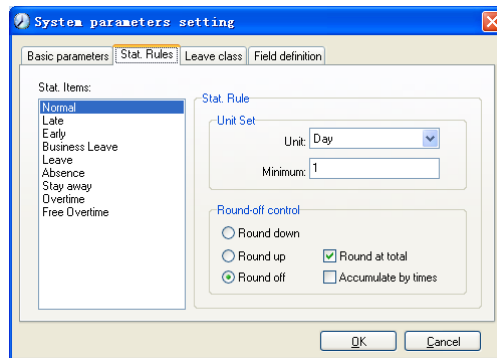 System parameters setting
Basic parameters
Stat. Rules
Leave class
Field definition
Stat. Items:
Normal
Late
Early
Business Leave
Leave
Absence
Stay away
Overtime
Free Overtime
Stat. Rule
Unit Set
Unit: Day
Minimum: 1
Round-off control
Round down
Round up
Round at total
Round off
Accumulate by times
OK
Cancel